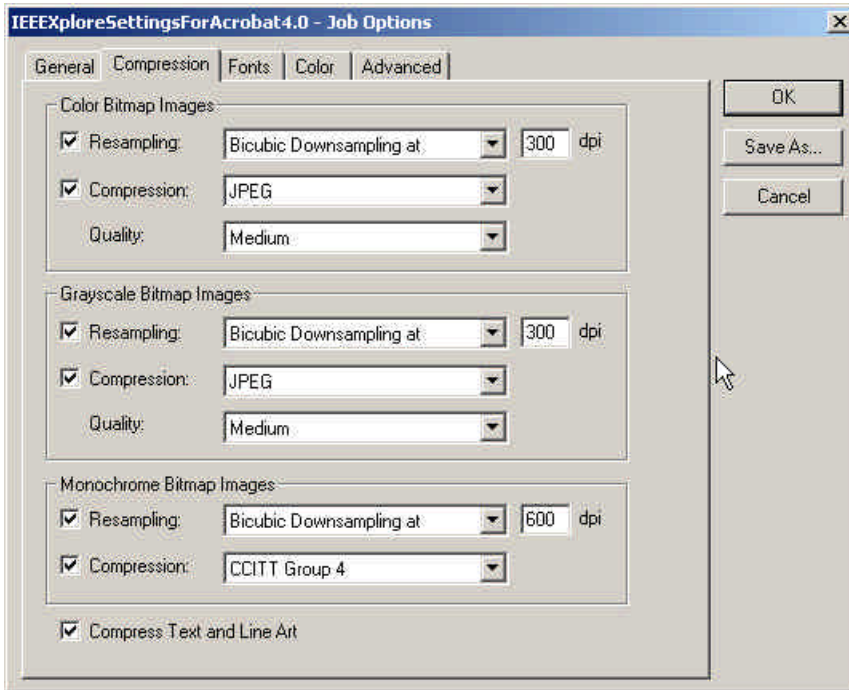 IEEEXploreSettingsForAcrobat4.0 - Job Options
General Compression Fonts Color Advanced
OK
Save As...
Cancel
Color Bitmap Images
Resampling: Bicubic Downsampling at 300 dpi
Compression: JPEG
Quality: Medium
Grayscale Bitmap Images
Resampling: Bicubic Downsampling at 300 dpi
Compression: JPEG
Quality: Medium
Monochrome Bitmap Images
Resampling: Bicubic Downsampling at 600 dpi
Compression: CCITT Group 4
Compress Text and Line Art